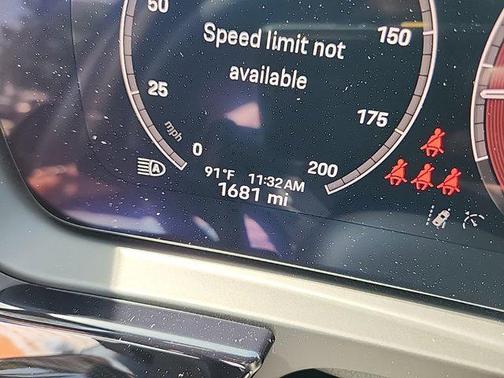 50
Speed limit not
150
available
25
175
mph
0
200
A
91°F 11:32 AM
1681 mi